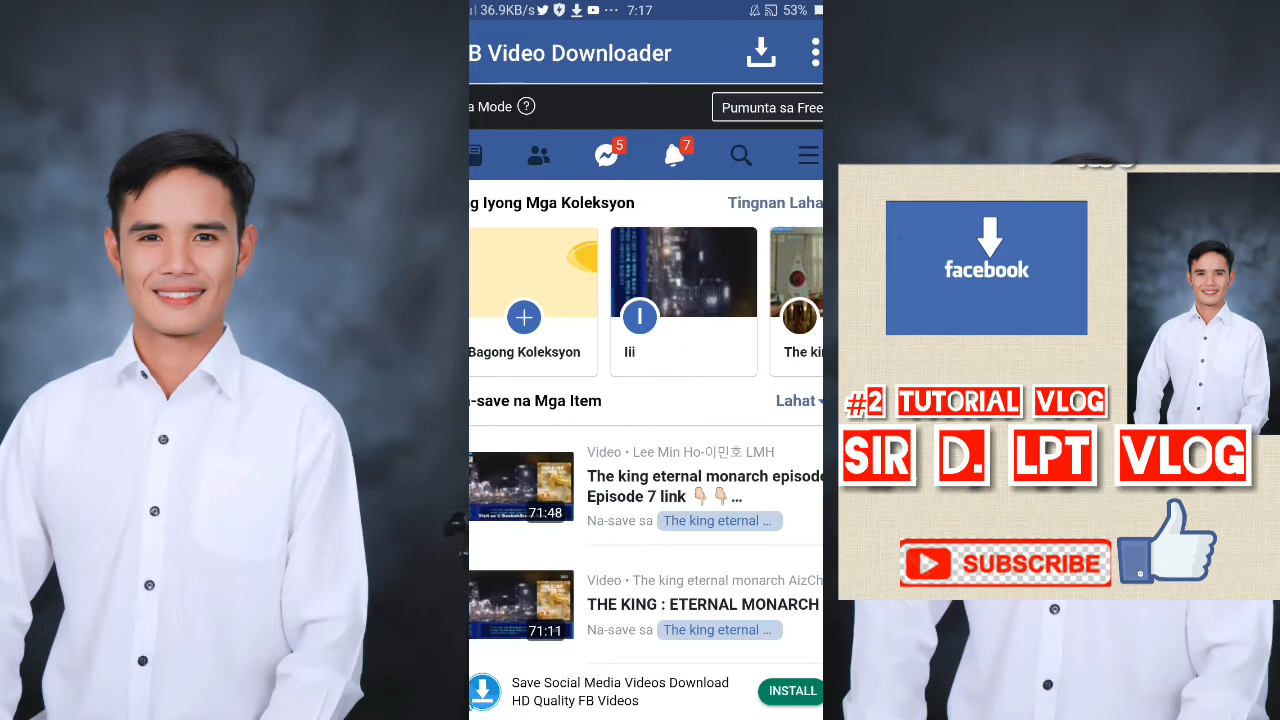 36.9KB/s ... 7:17 53%
B Video Downloader
a Mode ? Pumunta sa Free
5 7
g Iyong Mga Koleksyon Tingnan Laha
I
Bagong Koleksyon Iii The kin
-save na Mga Item Lahat
Video • Lee Min Ho-이민호 LMH
The king eternal monarch episode
Episode 7 link 👇🏻👇🏻...
71:48
Na-save sa The king eternal ...
Video • The king eternal monarch AizCh
THE KING : ETERNAL MONARCH
71:11
Na-save sa The king eternal ...
Save Social Media Videos Download
HD Quality FB Videos
INSTALL
facebook
#2 TUTORIAL VLOG
SIR D. LPT VLOG
SUBSCRIBE